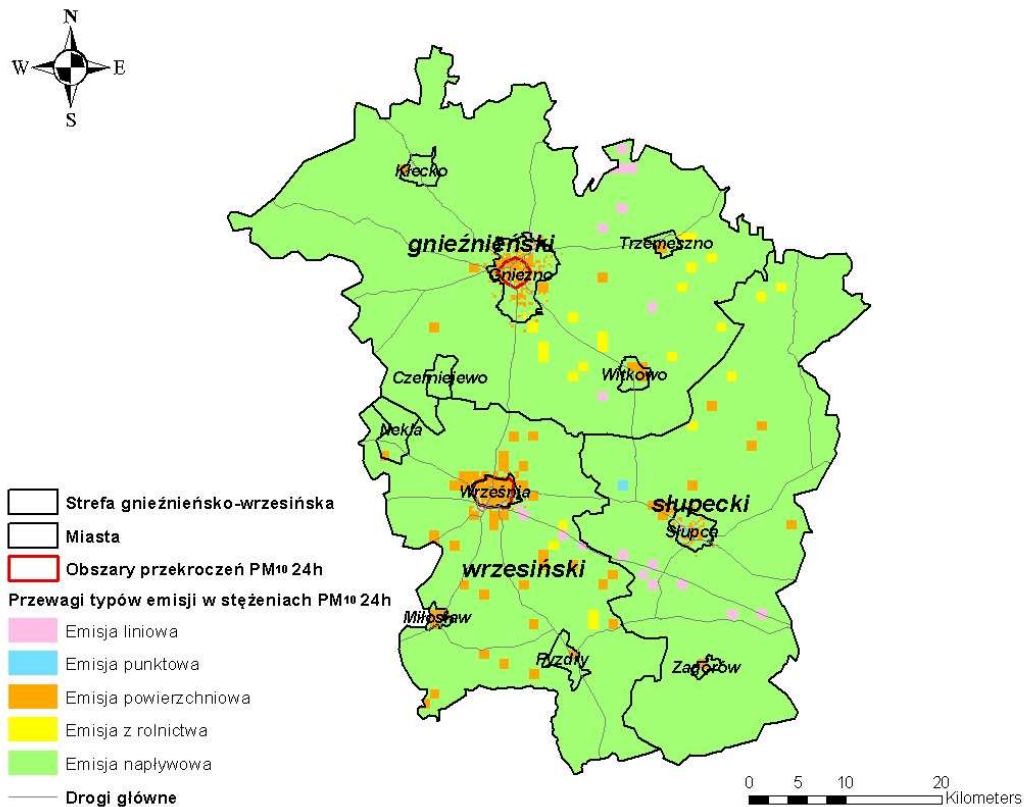 N
W E
S
Kłecko
gnieźnieński
Trzemeszno
Gniezno
Czerniejewo
Witkowo
Nekla
Września
słupecki
Słupca
wrzesiński
Miłosław
Pyzdry
Zagórów
Strefa gnieźnieńsko-wrzesińska
Miasta
Obszary przekroczeń PM10 24h
Przewagi typów emisji w stężeniach PM10 24h
Emisja liniowa
Emisja punktowa
Emisja powierzchniowa
Emisja z rolnictwa
Emisja napływowa
Drogi główne
0 5 10 20
Kilometers